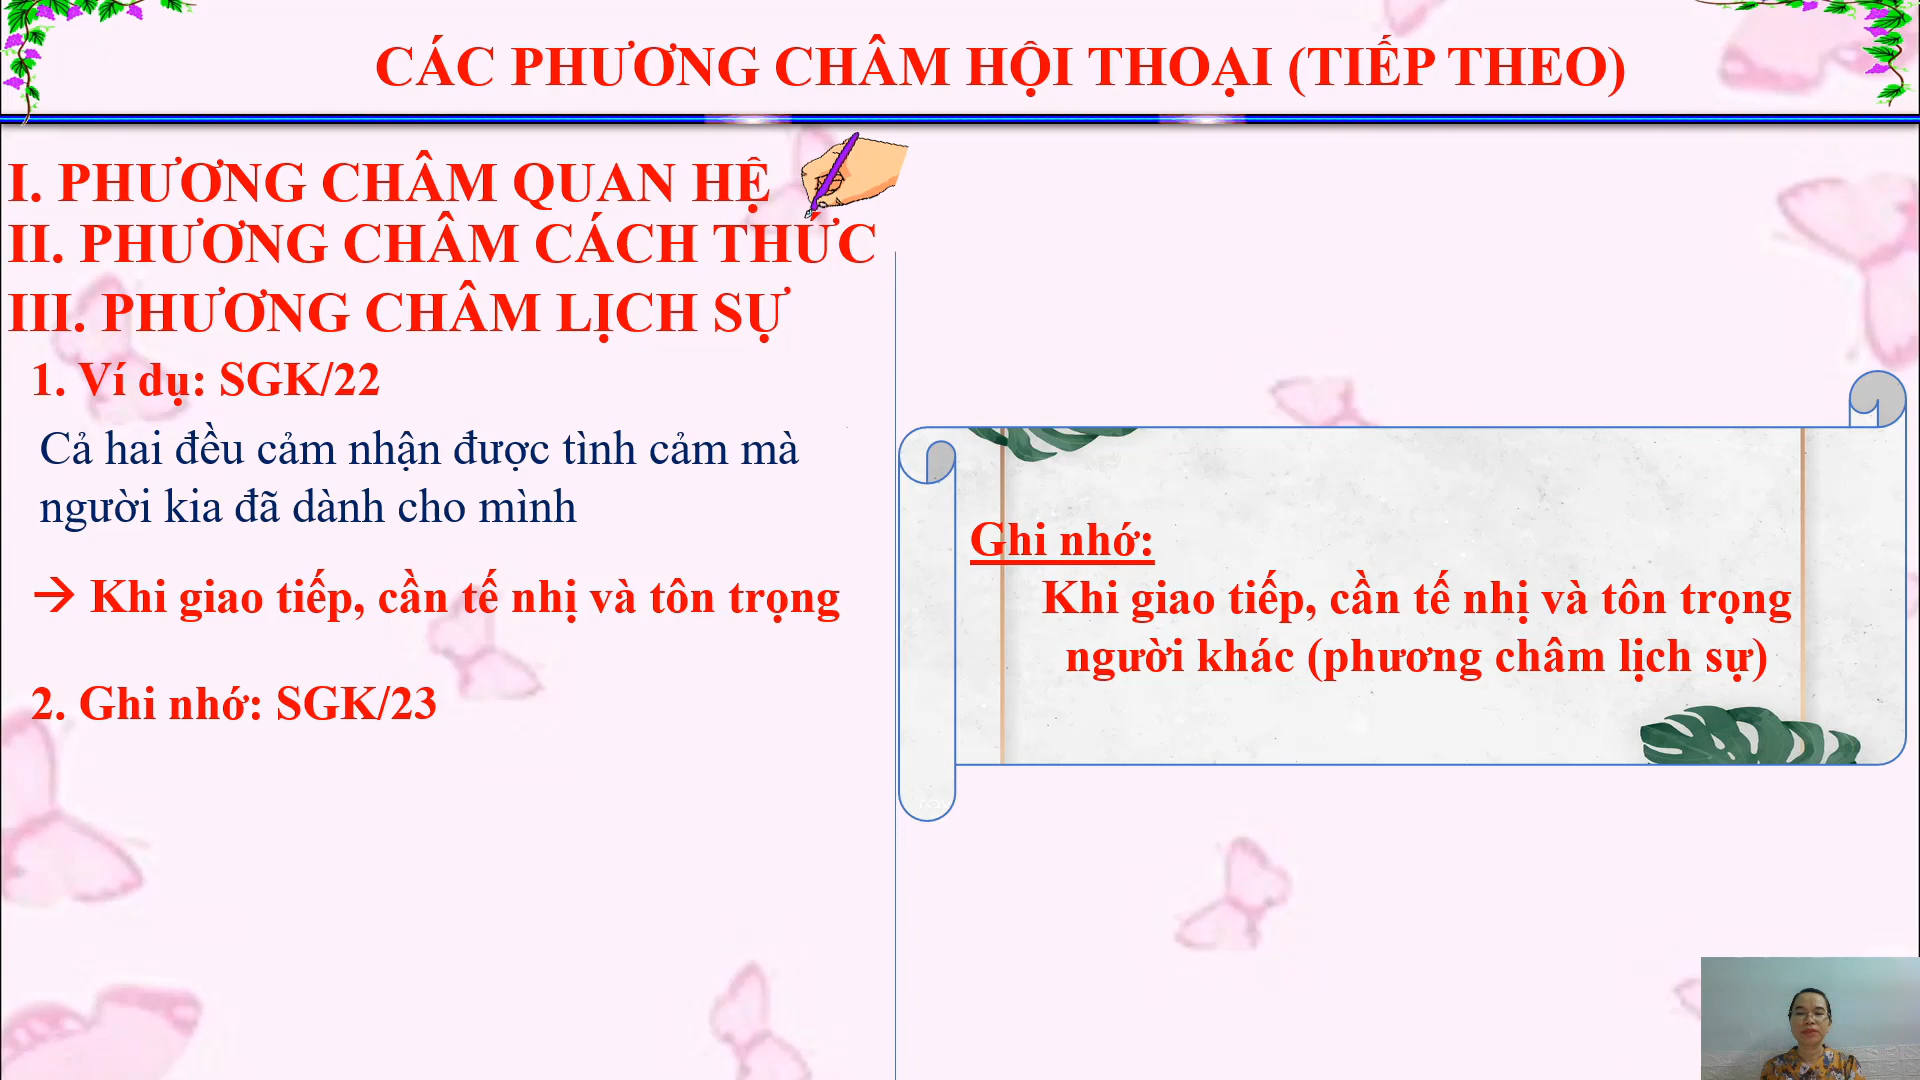 CÁC PHƯƠNG CHÂM HỘI THOẠI (TIẾP THEO)
I. PHƯƠNG CHÂM QUAN HỆ
II. PHƯƠNG CHÂM CÁCH THỨC
III. PHƯƠNG CHÂM LỊCH SỰ
1. Ví dụ: SGK/22
Cả hai đều cảm nhận được tình cảm mà
người kia đã dành cho mình
→ Khi giao tiếp, cần tế nhị và tôn trọng
2. Ghi nhớ: SGK/23
Ghi nhớ:
Khi giao tiếp, cần tế nhị và tôn trọng
người khác (phương châm lịch sự)